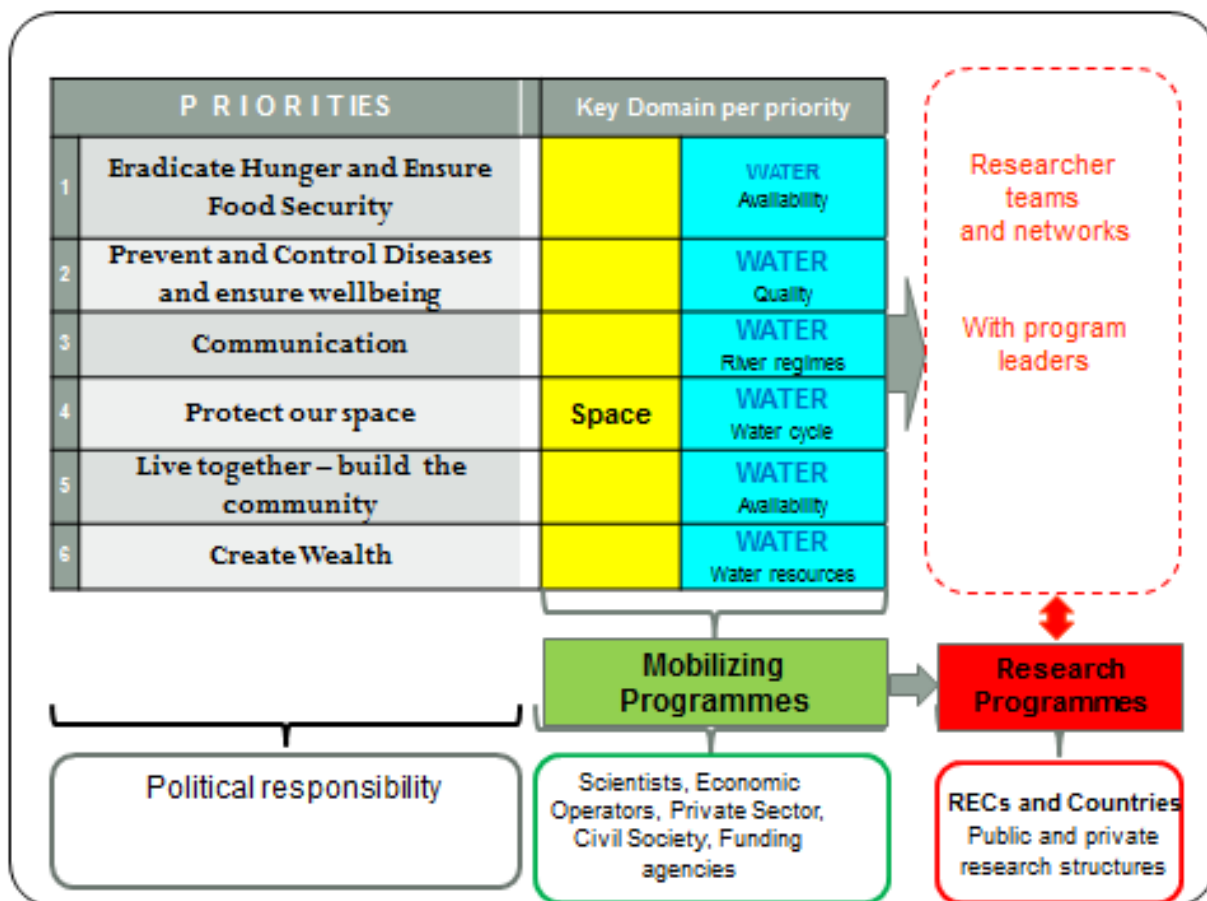 PRIORITIES
Key Domain per priority
1
Eradicate Hunger and Ensure
Food Security
WATER
Availability
2
Prevent and Control Diseases
and ensure wellbeing
WATER
Quality
3
Communication
WATER
River regimes
4
Protect our space
Space
WATER
Water cycle
5
Live together – build the
community
WATER
Availability
6
Create Wealth
WATER
Water resources
Researcher
teams
and networks
With program
leaders
Mobilizing
Programmes
Research
Programmes
Political responsibility
Scientists, Economic
Operators, Private Sector,
Civil Society, Funding
agencies
RECs and Countries
Public and private
research structures